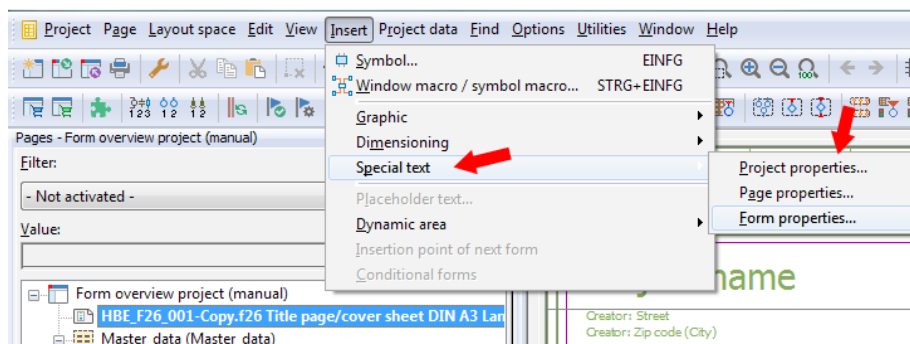 Project Page Layout space Edit View Insert Project data Find Options Utilities Window Help
Symbol... EINFG
Window macro / symbol macro... STRG+EINFG
100%
123 12 12
Graphic
Pages - Form overview project (manual)
Dimensioning
Filter:
Special text
Project properties...
- Not activated -
Placeholder text...
Page properties...
Value:
Dynamic area
Form properties...
Insertion point of next form
Conditional forms
name
Form overview project (manual)
HBE_F26_001-Copy.f26 Title page/cover sheet DIN A3 Lan
Creator: Street
Creator: Zip code (City)
Master data (Master data)